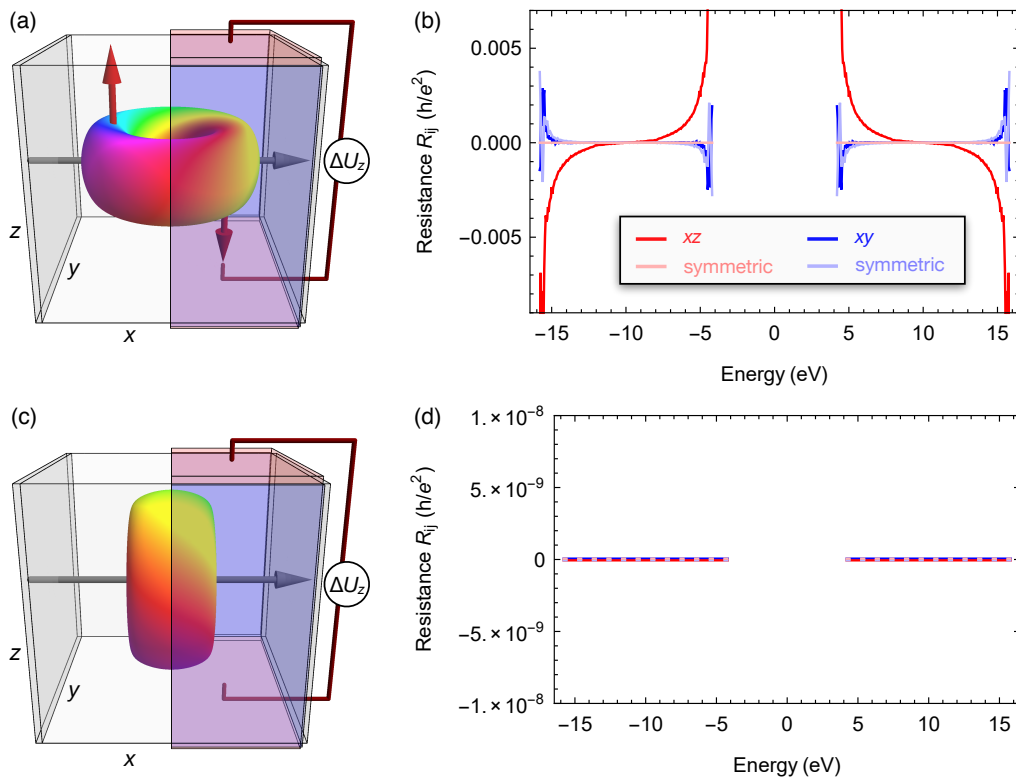 (a)
ΔU_z
z
y
x
(b)
Resistance R_ij (h/e²)
0.005
0.000
−0.005
xz
xy
symmetric
symmetric
−15 −10 −5 0 5 10 15
Energy (eV)
(c)
ΔU_z
z
y
x
(d)
Resistance R_ij (h/e²)
1. × 10⁻⁸
5. × 10⁻⁹
0
−5. × 10⁻⁹
−1. × 10⁻⁸
−15 −10 −5 0 5 10 15
Energy (eV)